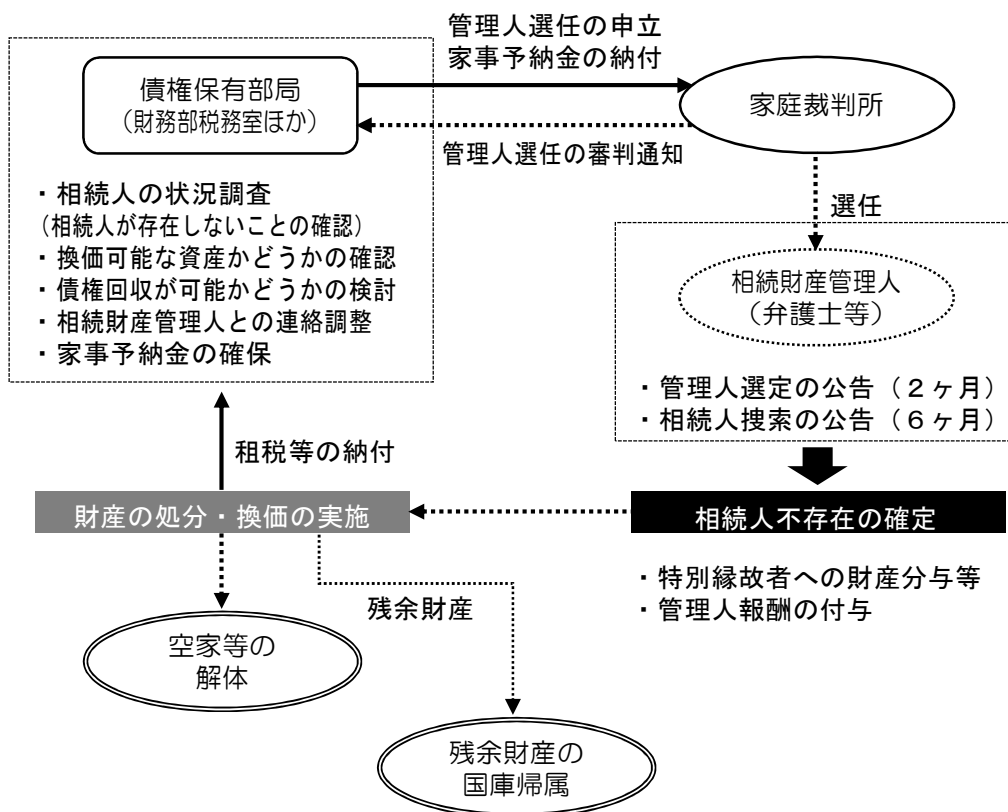 管理人選任の申立
家事予納金の納付
債権保有部局
（財務部税務室ほか）
家庭裁判所
管理人選任の審判通知
・相続人の状況調査
（相続人が存在しないことの確認）
・換価可能な資産かどうかの確認
・債権回収が可能かどうかの検討
・相続財産管理人との連絡調整
・家事予納金の確保
選任
相続財産管理人
（弁護士等）
・管理人選定の公告（２ヶ月）
・相続人捜索の公告（６ヶ月）
租税等の納付
財産の処分・換価の実施
相続人不存在の確定
・特別縁故者への財産分与等
・管理人報酬の付与
残余財産
空家等の
解体
残余財産の
国庫帰属